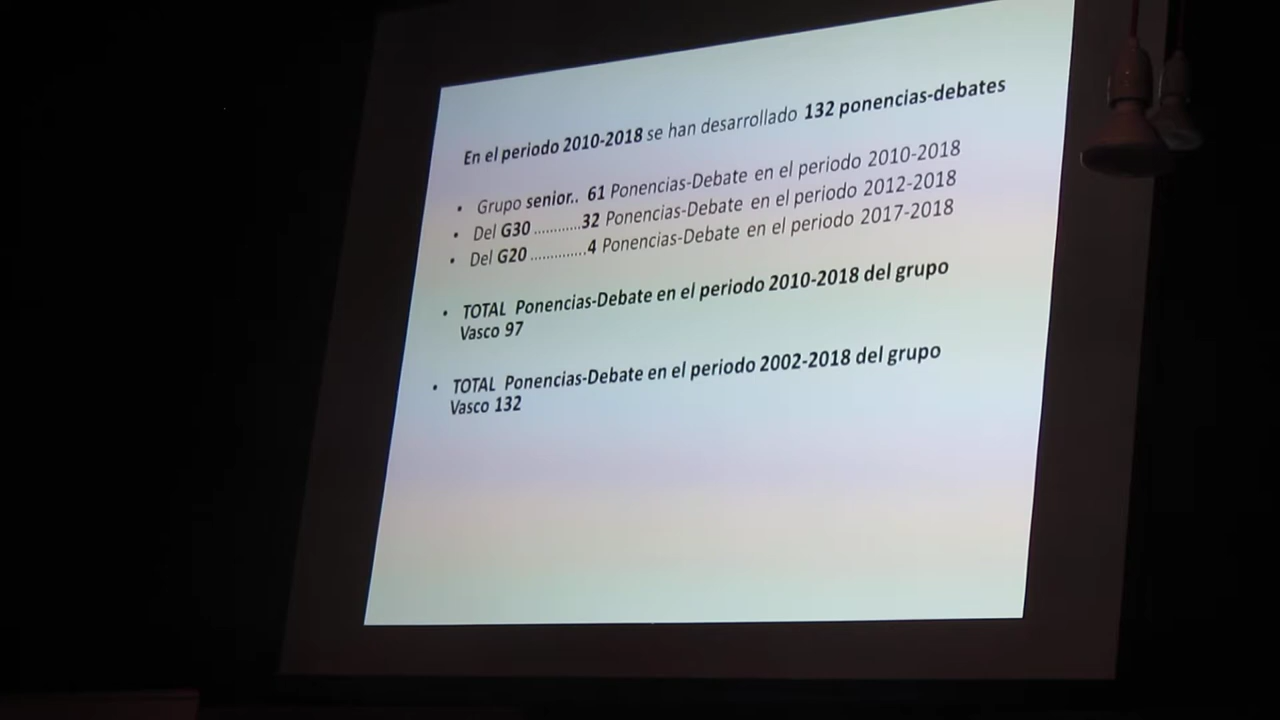 En el periodo 2010-2018 se han desarrollado 132 ponencias-debates
• Grupo senior.. 61 Ponencias-Debate en el periodo 2010-2018
• Del G30 ............32 Ponencias-Debate en el periodo 2012-2018
• Del G20 ..............4 Ponencias-Debate en el periodo 2017-2018
• TOTAL Ponencias-Debate en el periodo 2010-2018 del grupo
Vasco 97
• TOTAL Ponencias-Debate en el periodo 2002-2018 del grupo
Vasco 132